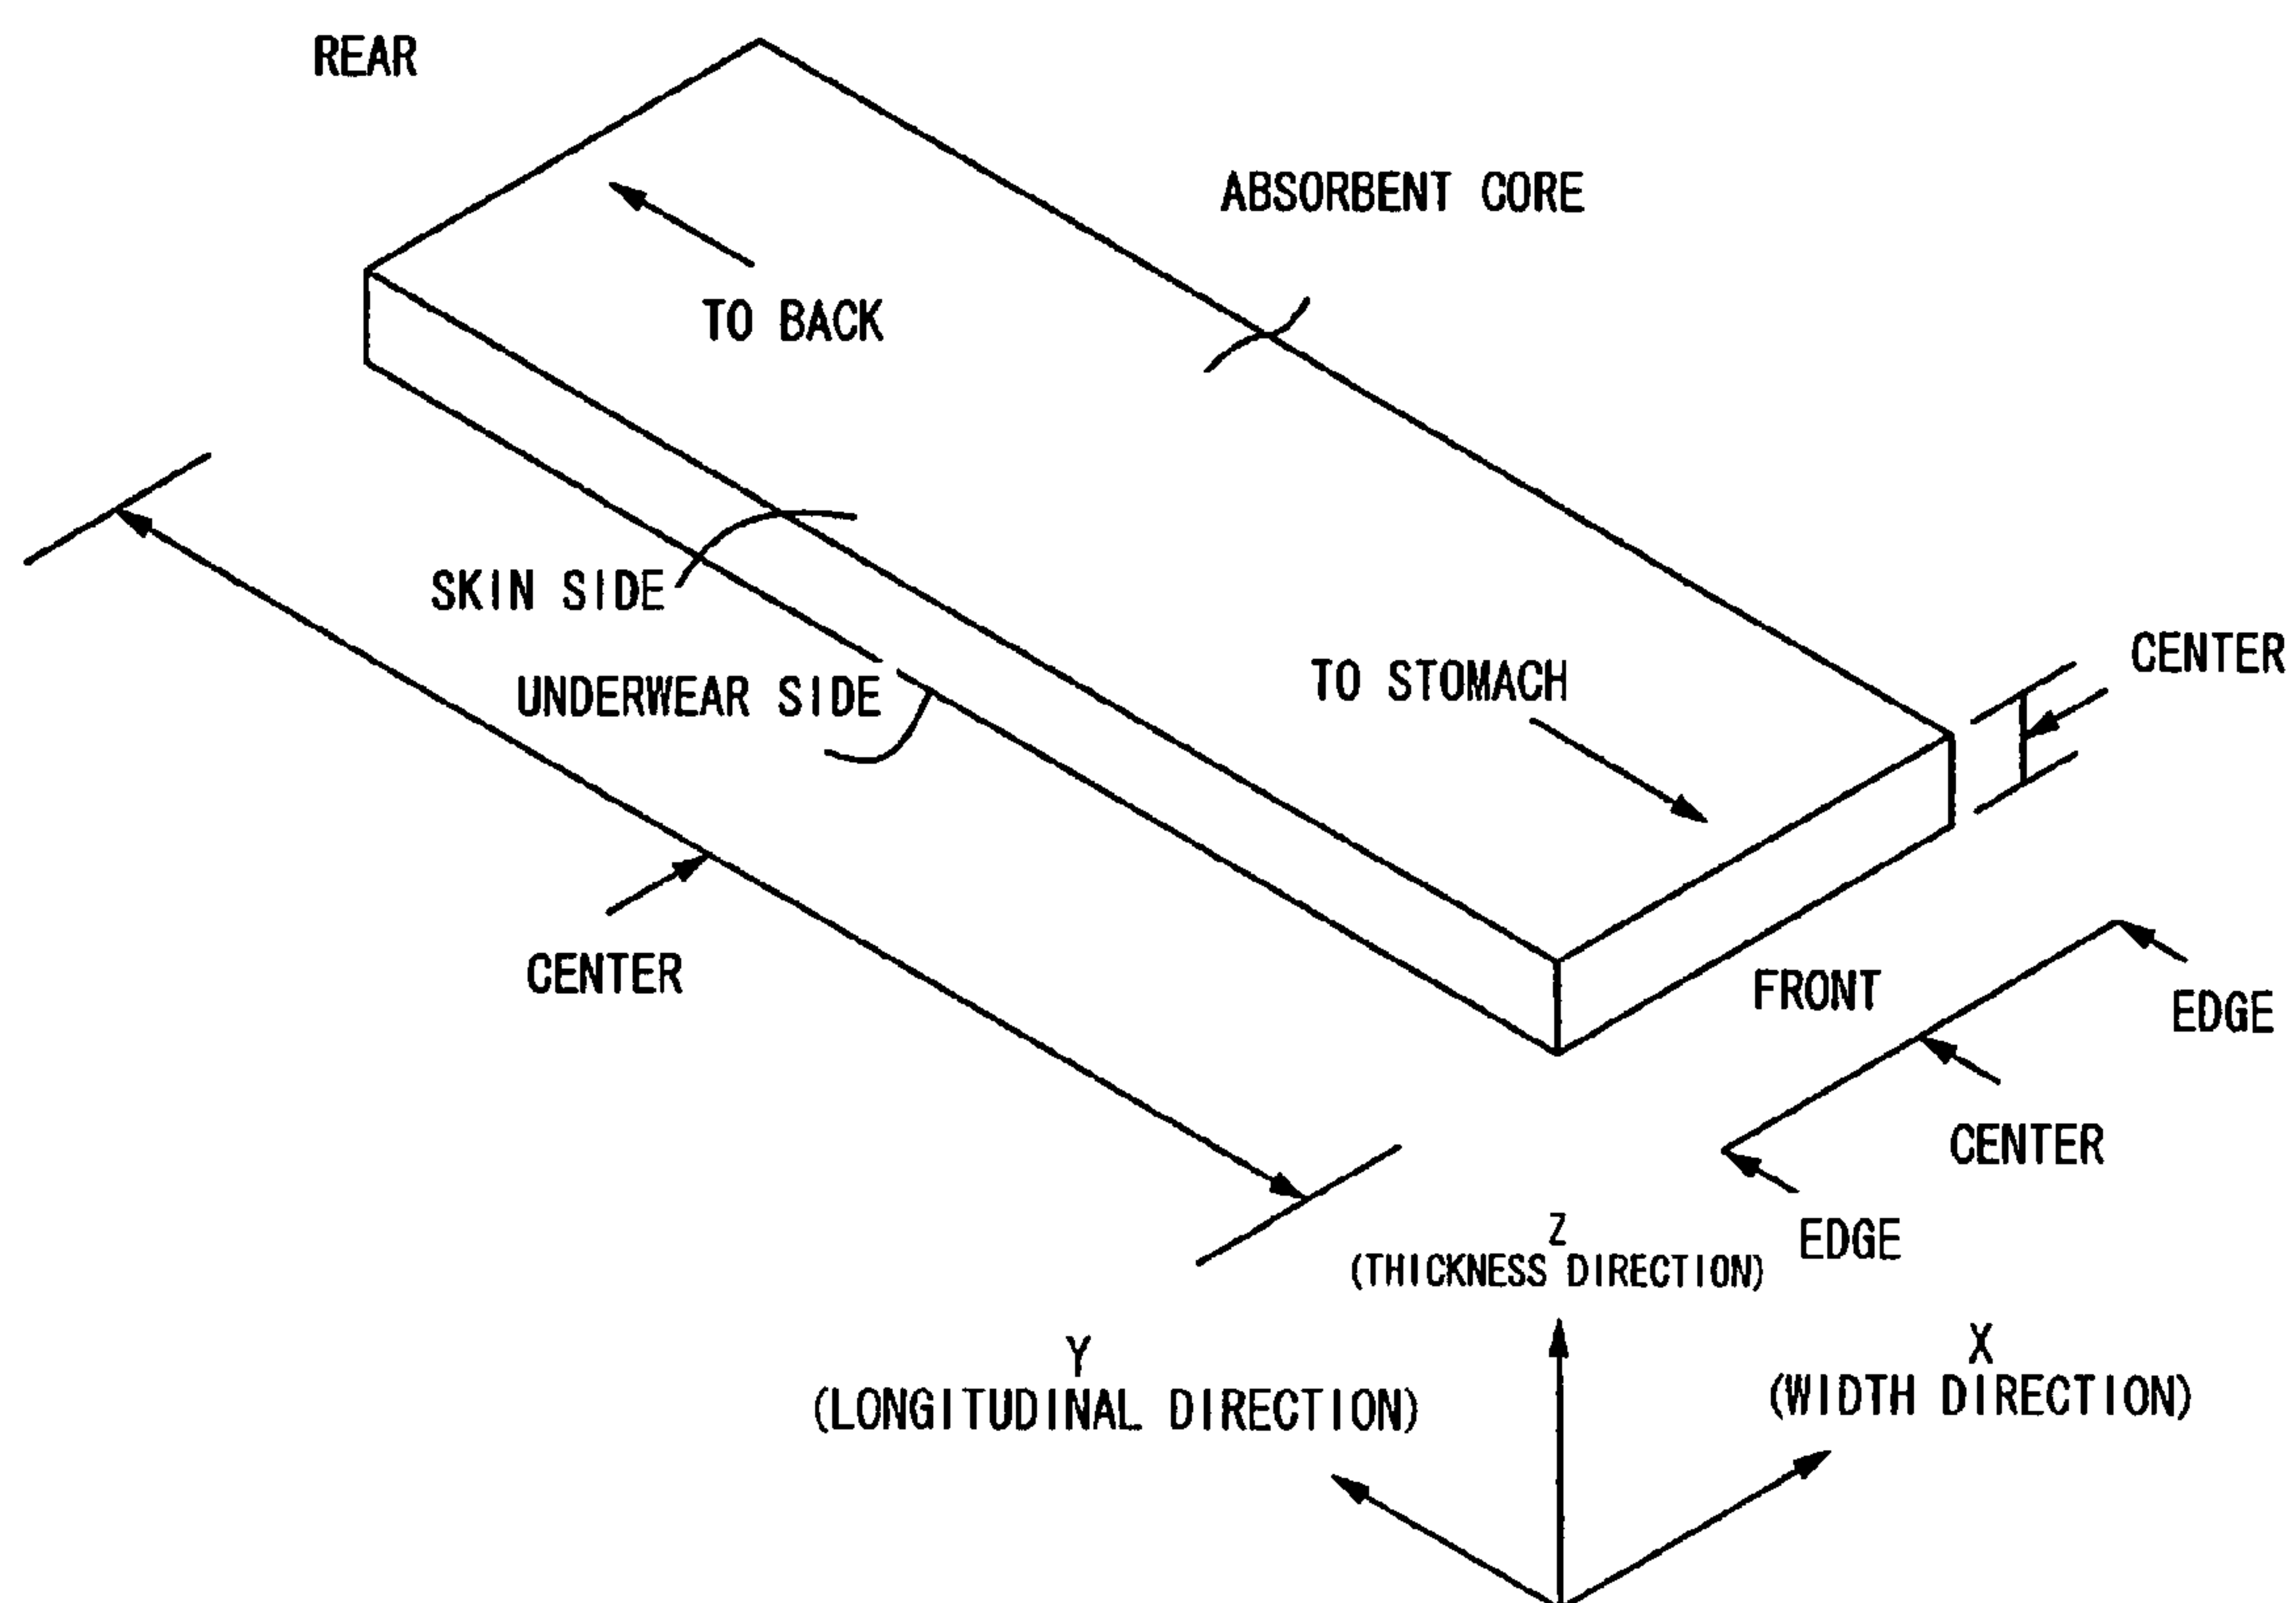 REAR
ABSORBENT CORE
TO BACK
SKIN SIDE
UNDERWEAR SIDE
TO STOMACH
CENTER
CENTER
FRONT
EDGE
CENTER
EDGE
Z
(THICKNESS DIRECTION)
Y
(LONGITUDINAL DIRECTION)
X
(WIDTH DIRECTION)